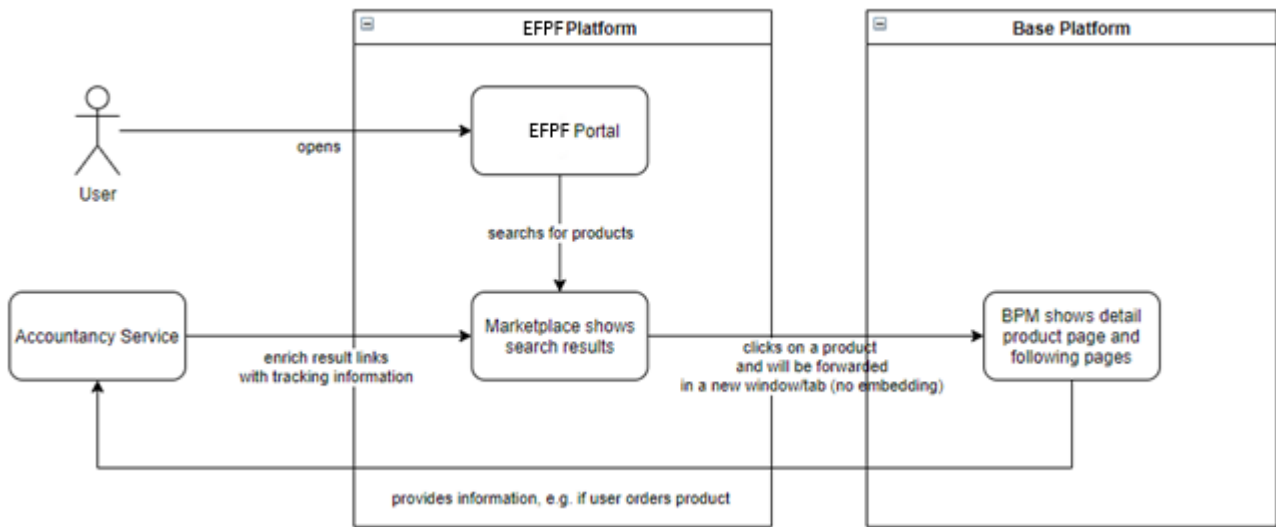 EFPF Platform
Base Platform
EFPF Portal
opens
User
searchs for products
Accountancy Service
Marketplace shows
search results
BPM shows detail
product page and
following pages
enrich result links
with tracking information
clicks on a product
and will be forwarded
in a new window/tab (no embedding)
provides information, e.g. if user orders product